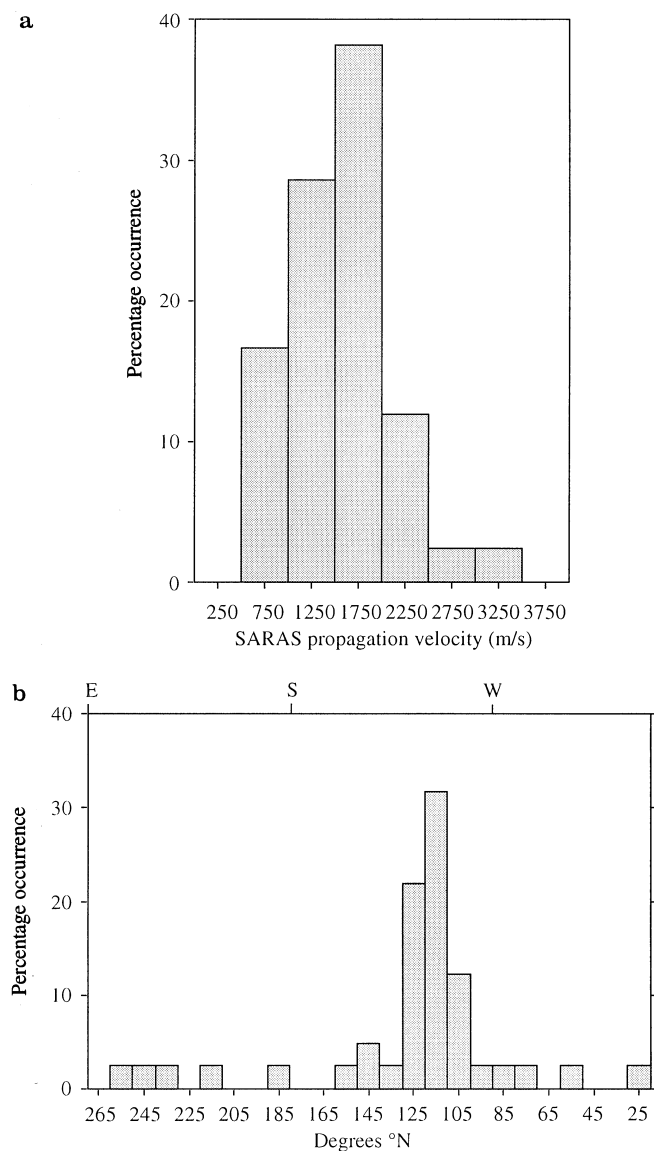 a
40
30
20
10
0
Percentage occurrence
250 750 1250 1750 2250 2750 3250 3750
SARAS propagation velocity (m/s)
b
E S W
40
30
20
10
0
Percentage occurrence
265 245 225 205 185 165 145 125 105 85 65 45 25
Degrees °N